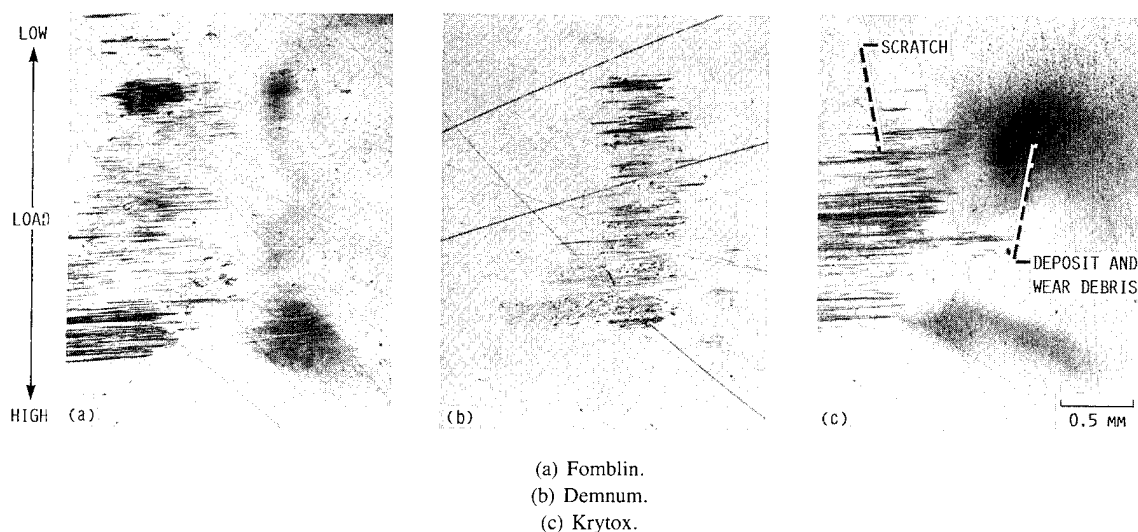 LOW
LOAD
HIGH
(a)
(b)
SCRATCH
DEPOSIT AND
WEAR DEBRIS
(c)
0.5 MM
(a) Fomblin.
(b) Demnum.
(c) Krytox.